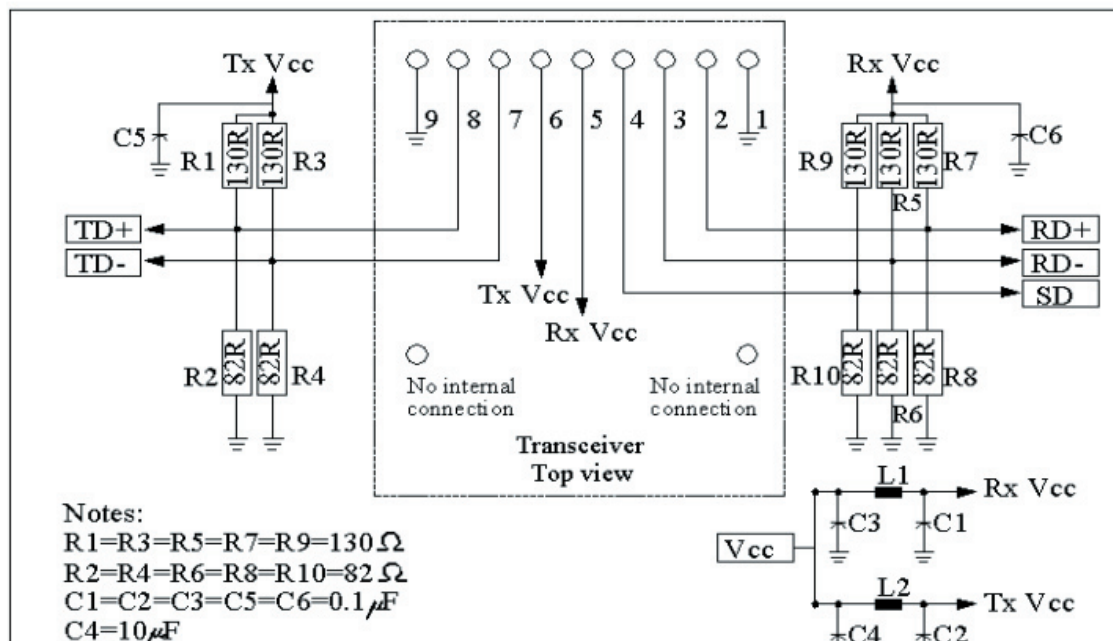 Tx Vcc
Rx Vcc
C5
R1
130R
130R
R3
9
8
7
6
5
4
3
2
1
R9
130R
130R
130R
R7
C6
R5
TD+
RD+
TD-
RD-
SD
Tx Vcc
Rx Vcc
R2
82R
82R
R4
No internal
connection
No internal
connection
R10
82R
82R
82R
R8
R6
Transceiver
Top view
L1
Rx Vcc
C3
C1
Vcc
L2
Tx Vcc
C4
C2
Notes:
R1=R3=R5=R7=R9=130Ω
R2=R4=R6=R8=R10=82Ω
C1=C2=C3=C5=C6=0.1μF
C4=10μF